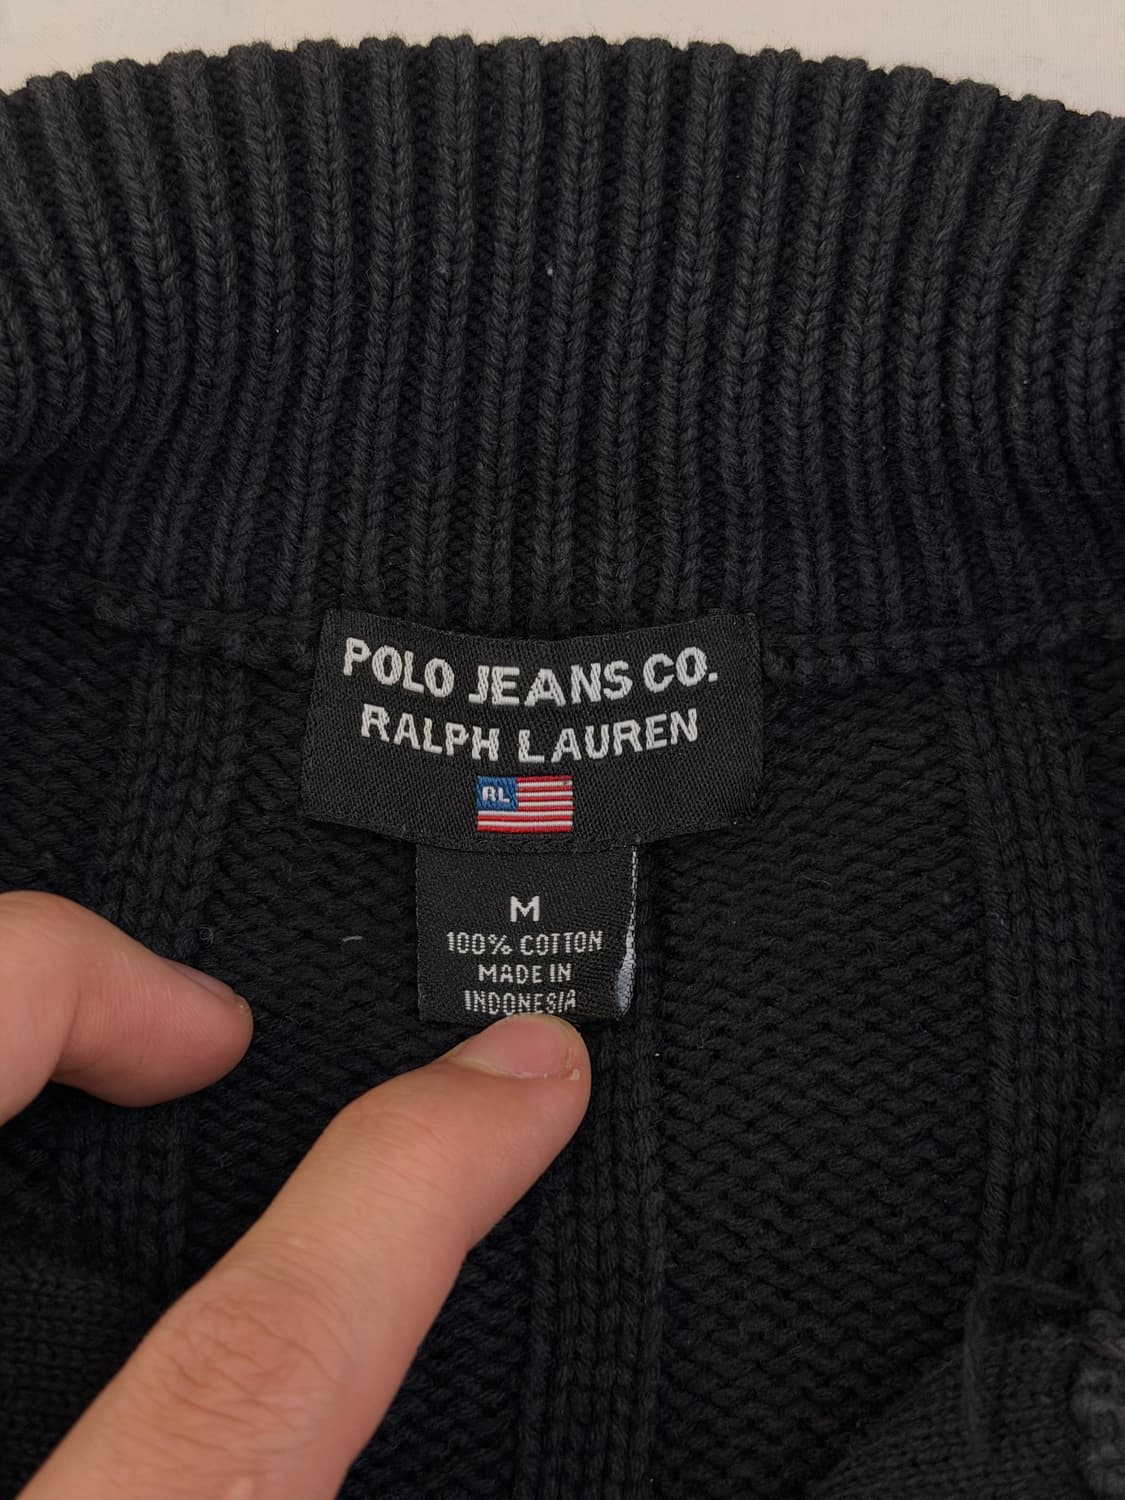 POLO JEANS CO.
RALPH LAUREN
RL
M
100% COTTON
MADE IN
INDONESIA